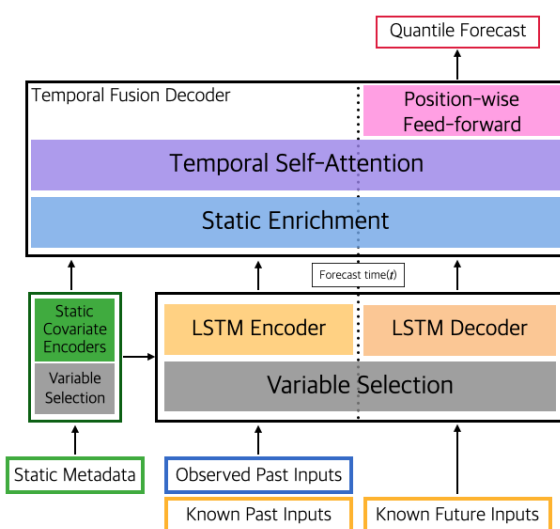 Quantile Forecast
Temporal Fusion Decoder
Position-wise
Feed-forward
Temporal Self-Attention
Static Enrichment
Forecast time(t)
Static
Covariate
Encoders
LSTM Encoder
LSTM Decoder
Variable
Selection
Variable Selection
Static Metadata
Observed Past Inputs
Known Past Inputs
Known Future Inputs